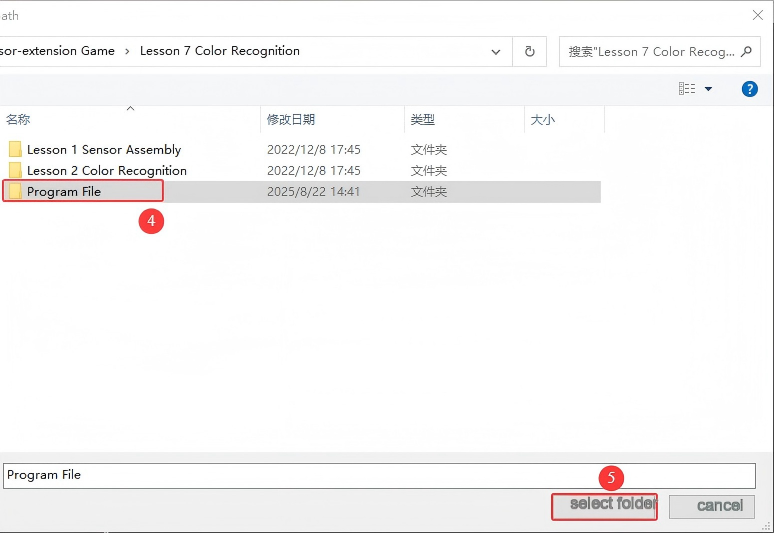 ath
sor-extension Game › Lesson 7 Color Recognition
搜索"Lesson 7 Color Recog...
?
名称 修改日期 类型 大小
Lesson 1 Sensor Assembly 2022/12/8 17:45 文件夹
Lesson 2 Color Recognition 2022/12/8 17:45 文件夹
Program File 2025/8/22 14:41 文件夹
4
Program File
5
select folder cancel